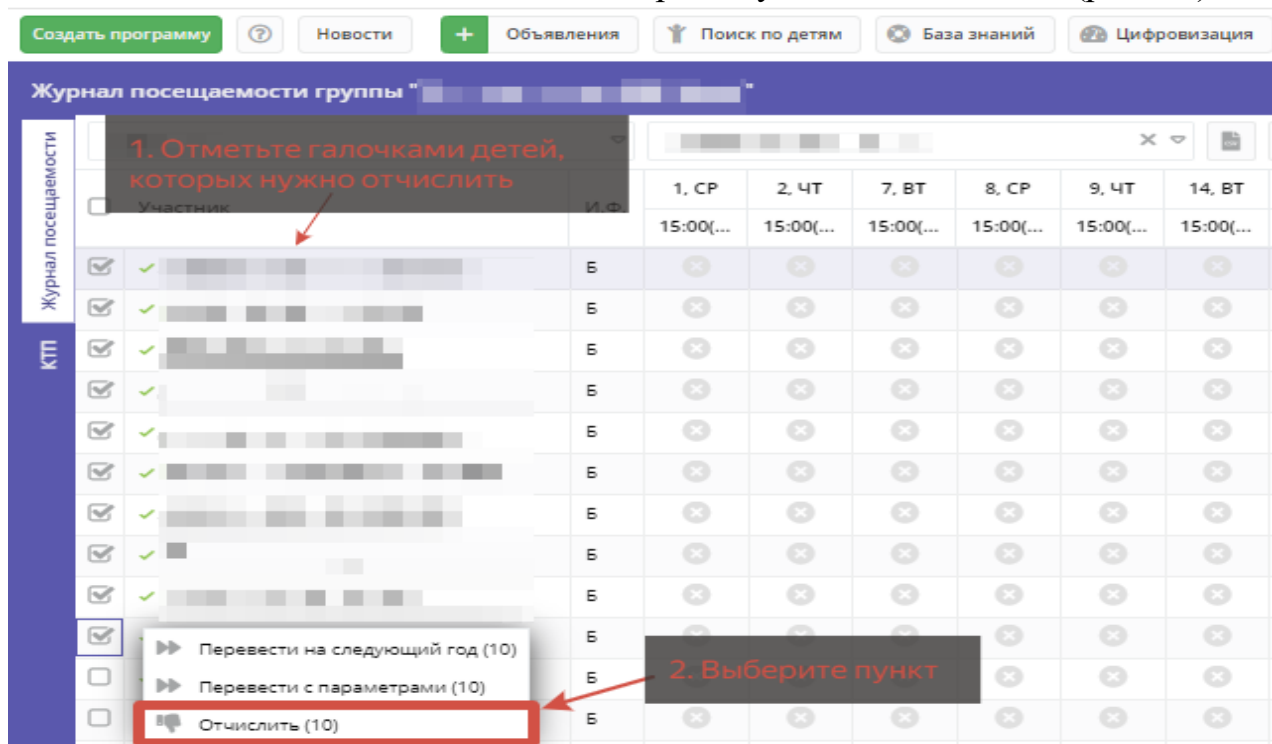 Создать программу ? Новости + Объявления Поиск по детям База знаний Цифровизация
Журнал посещаемости группы " "
Журнал посещаемости
КТП
1. Отметьте галочками детей,
которых нужно отчислить
Участник И.Ф. 1, СР 2, ЧТ 7, ВТ 8, СР 9, ЧТ 14, ВТ
15:00(... 15:00(... 15:00(... 15:00(... 15:00(... 15:00(...
Б
Б
Б
Б
Б
Б
Б
Б
Б
Б
Перевести на следующий год (10)
2. Выберите пункт
Б
Перевести с параметрами (10)
Отчислить (10)
Б